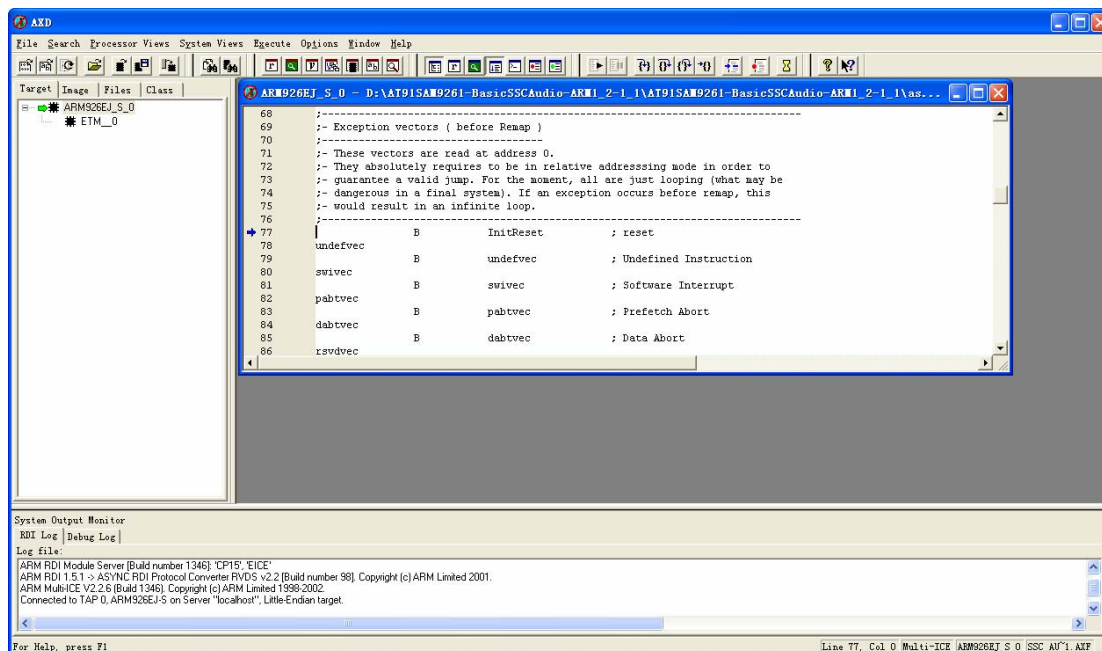 AXD
File Search Processor Views System Views Execute Options Window Help
Target Image Files Class
ARM926EJ_S_0
ETM__0
ARM926EJ_S_0 - D:\AT91SAM9261-BasicSSCAudio-ARM1_2-1_1\AT91SAM9261-BasicSSCAudio-ARM1_2-1_1\as...
68 ;------------------------------------------------------------------------------
69 ;- Exception vectors ( before Remap )
70 ;------------------------------------
71 ;- These vectors are read at address 0.
72 ;- They absolutely requires to be in relative addresssing mode in order to
73 ;- guarantee a valid jump. For the moment, all are just looping (what may be
74 ;- dangerous in a final system). If an exception occurs before remap, this
75 ;- would result in an infinite loop.
76 ;------------------------------------------------------------------------------
77 B InitReset ; reset
78 undefvec
79 B undefvec ; Undefined Instruction
80 swivec
81 B swivec ; Software Interrupt
82 pabtvec
83 B pabtvec ; Prefetch Abort
84 dabtvec
85 B dabtvec ; Data Abort
86 rsvdvec
System Output Monitor
RDI Log Debug Log
Log file:
ARM RDI Module Server [Build number 1346]: 'CP15', 'EICE'
ARM RDI 1.5.1 -> ASYNC RDI Protocol Converter RVDS v2.2 [Build number 98]. Copyright (c) ARM Limited 2001.
ARM Multi-ICE V2.2.6 (Build 1346). Copyright (c) ARM Limited 1998-2002.
Connected to TAP 0, ARM926EJ-S on Server "localhost", Little-Endian target.
For Help, press F1
Line 77, Col 0 Multi-ICE ARM926EJ_S_0 SSC_AU~1.AXF